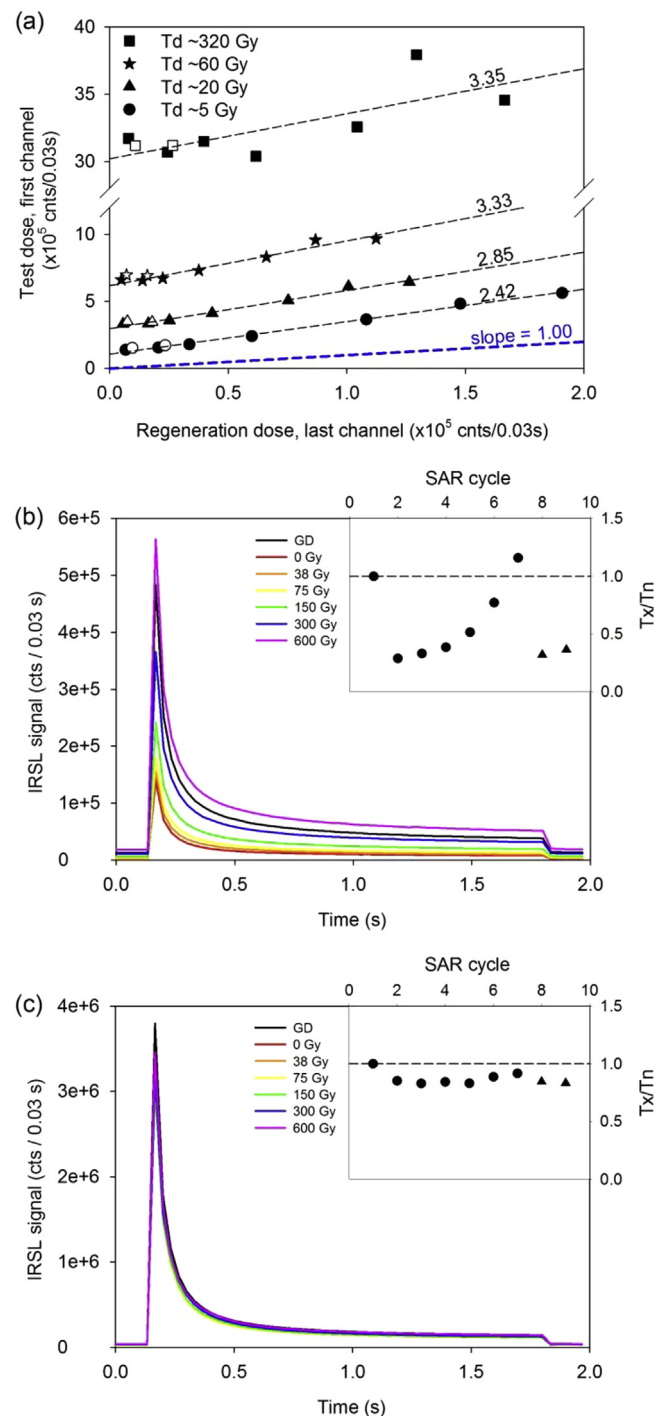 (a)
Td ~320 Gy
Td ~60 Gy
Td ~20 Gy
Td ~5 Gy
3.35
3.33
2.85
2.42
slope = 1.00
40
35
30
10
5
0
Test dose, first channel
(x10⁵ cnts/0.03s)
0.0 0.5 1.0 1.5 2.0
Regeneration dose, last channel (x10⁵ cnts/0.03s)
(b)
SAR cycle
0 2 4 6 8 10
1.5
1.0
0.5
0.0
Tx/Tn
GD
0 Gy
38 Gy
75 Gy
150 Gy
300 Gy
600 Gy
6e+5
5e+5
4e+5
3e+5
2e+5
1e+5
0
IRSL signal (cts / 0.03 s)
0.0 0.5 1.0 1.5 2.0
Time (s)
(c)
SAR cycle
0 2 4 6 8 10
1.5
1.0
0.5
0.0
Tx/Tn
GD
0 Gy
38 Gy
75 Gy
150 Gy
300 Gy
600 Gy
4e+6
3e+6
2e+6
1e+6
0
IRSL signal (cts / 0.03 s)
0.0 0.5 1.0 1.5 2.0
Time (s)